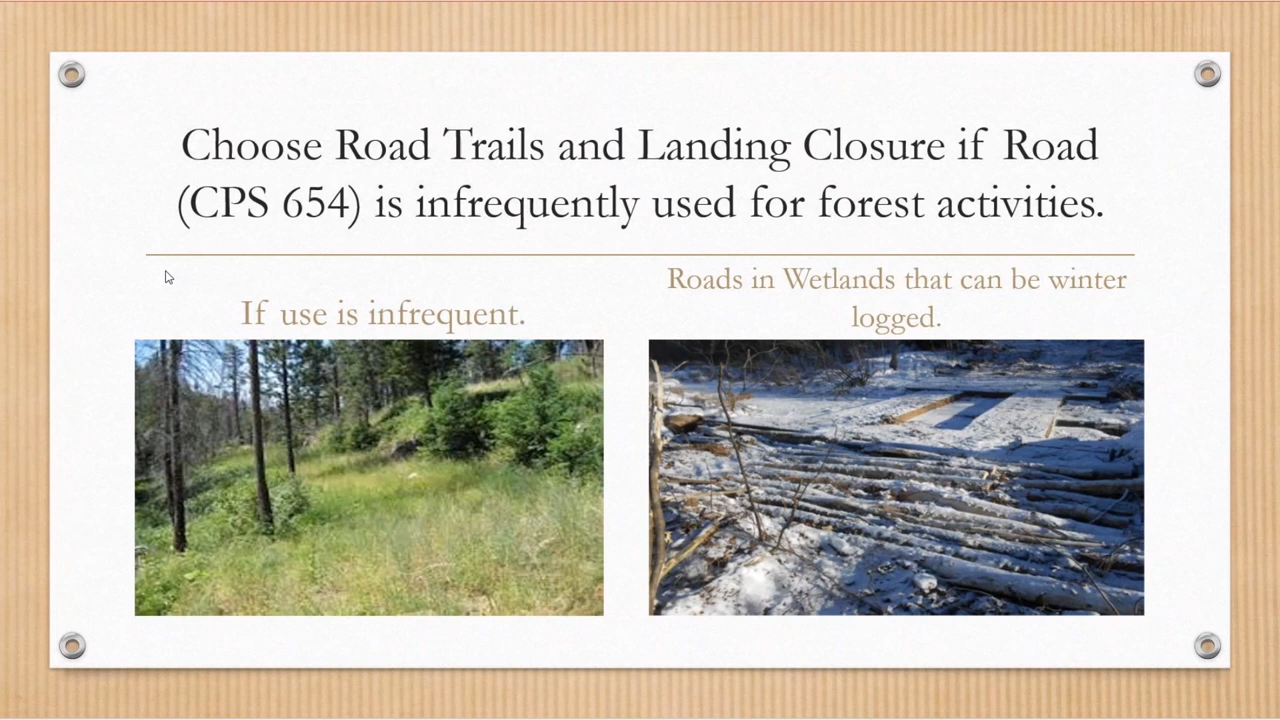 Choose Road Trails and Landing Closure if Road
(CPS 654) is infrequently used for forest activities.
If use is infrequent.
Roads in Wetlands that can be winter
logged.